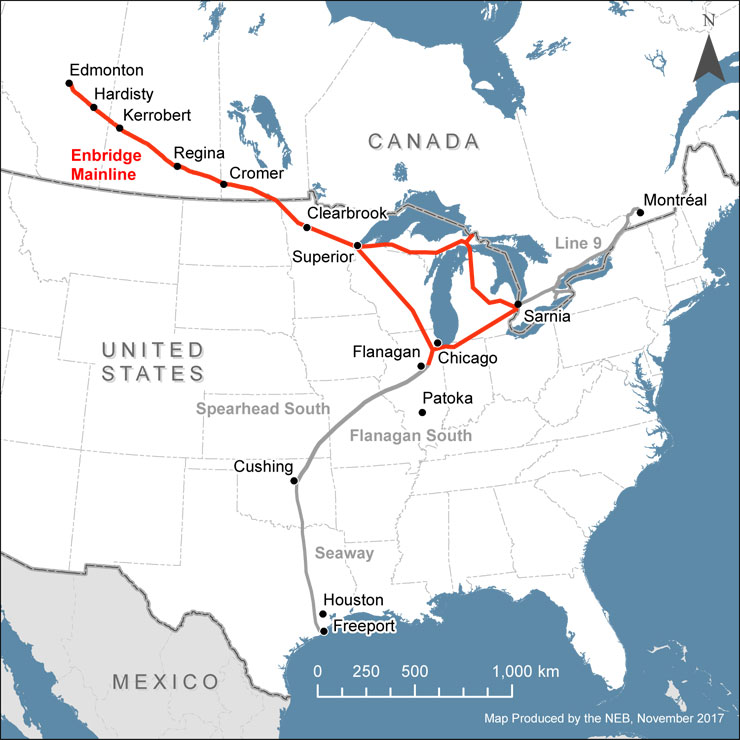 N
Edmonton
Hardisty
Kerrobert
CANADA
Enbridge
Mainline
Regina
Cromer
Montréal
Clearbrook
Line 9
Superior
Sarnia
UNITED
STATES
Flanagan
Chicago
Patoka
Spearhead South
Flanagan South
Cushing
Seaway
Houston
Freeport
MEXICO
0 250 500 1,000 km
Map Produced by the NEB, November 2017